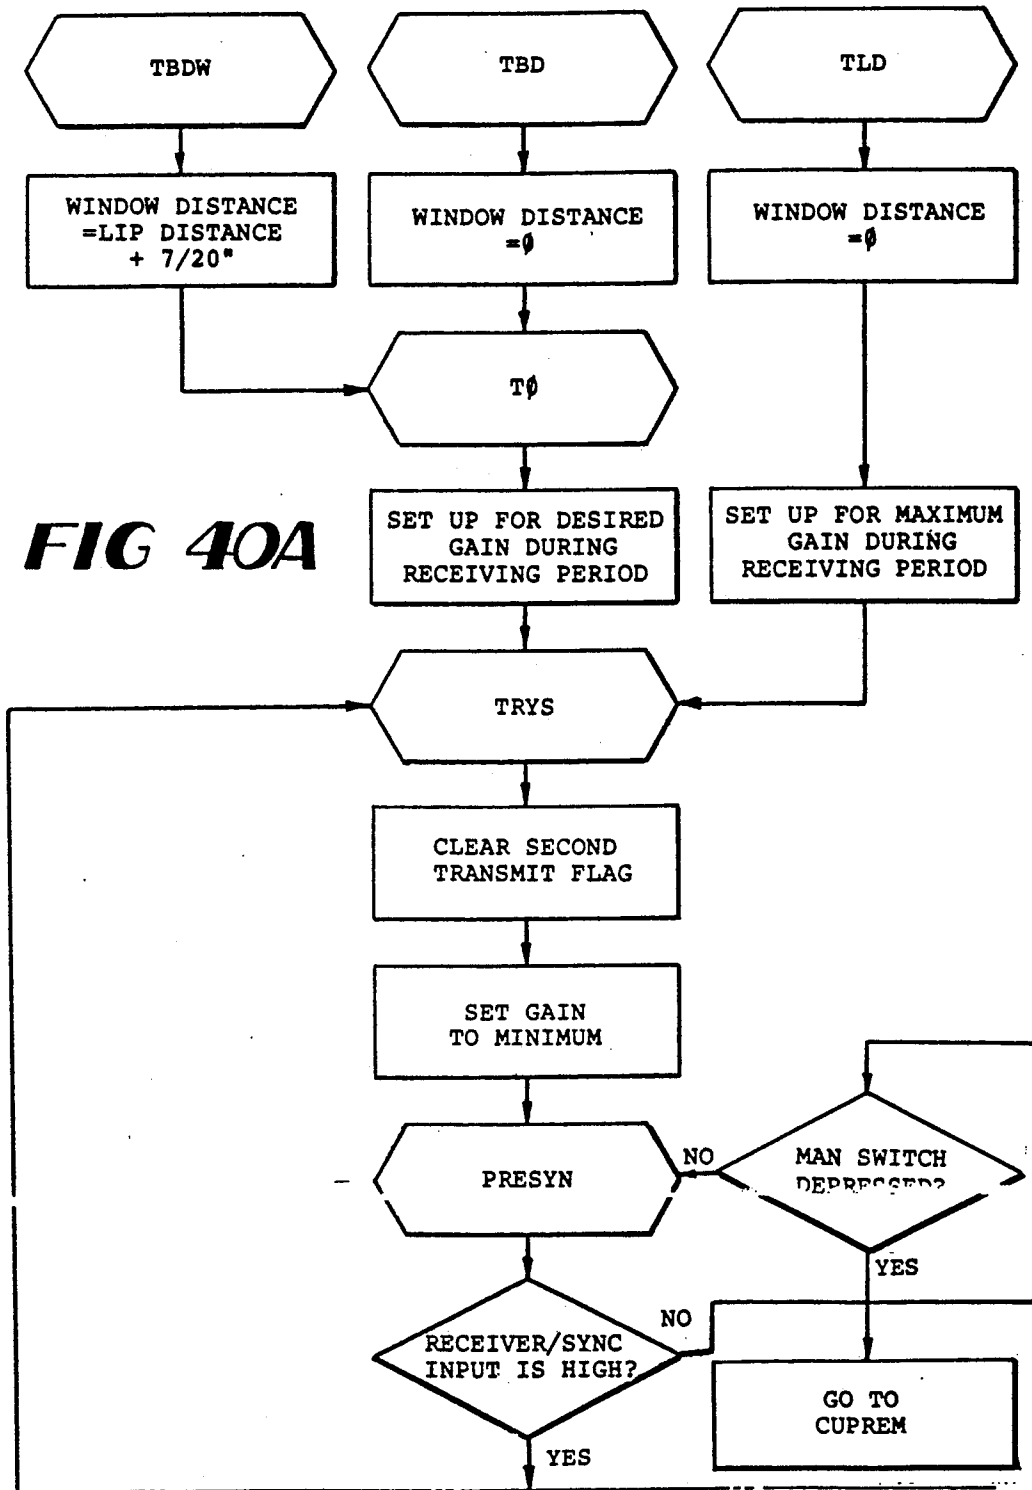 TBDW
TBD
TLD
WINDOW DISTANCE
=LIP DISTANCE
+ 7/20"
WINDOW DISTANCE
=ø
WINDOW DISTANCE
=ø
Tø
FIG 40A
SET UP FOR DESIRED
GAIN DURING
RECEIVING PERIOD
SET UP FOR MAXIMUM
GAIN DURING
RECEIVING PERIOD
TRYS
CLEAR SECOND
TRANSMIT FLAG
SET GAIN
TO MINIMUM
PRESYN
NO
MAN SWITCH
DEPRESSED?
YES
RECEIVER/SYNC
INPUT IS HIGH?
NO
GO TO
CUPREM
YES